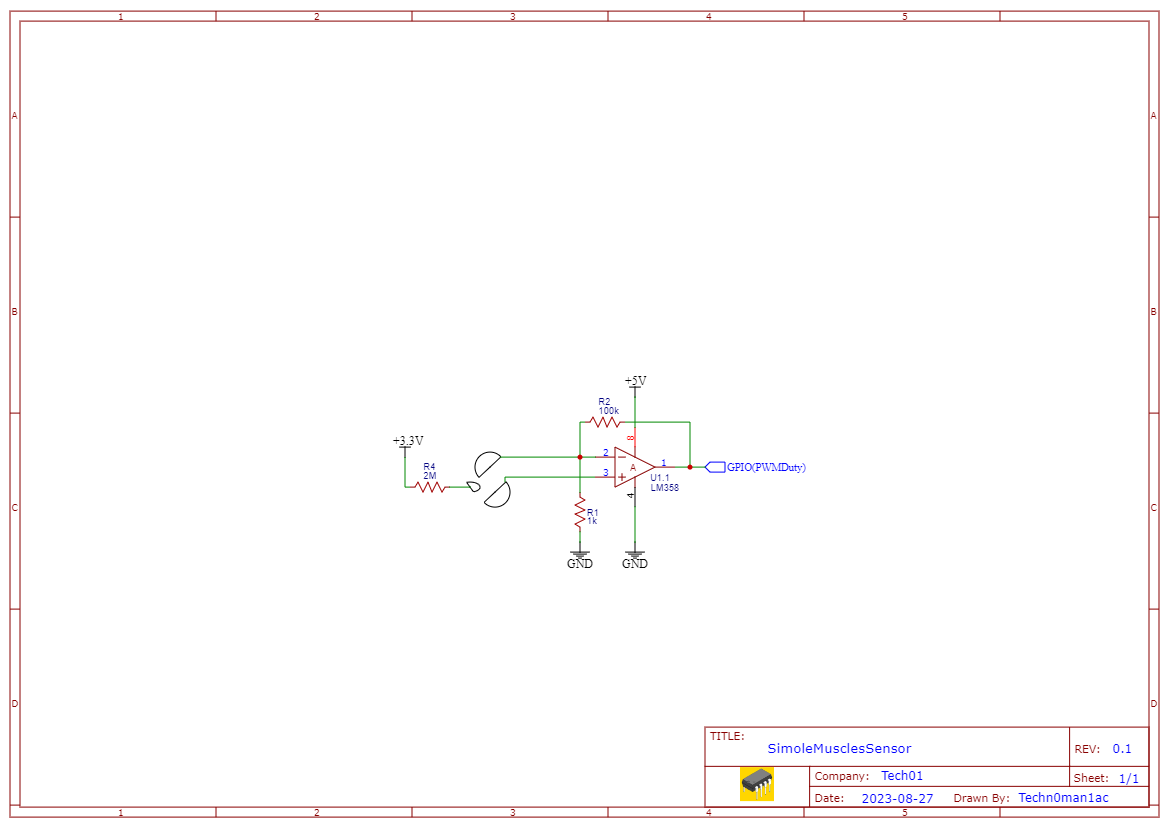 1 2 3 4 5
A A
B B
+5V
R2
100k
8
+3.3V
C C
R4
2M
2
3
A
1
GPIO(PWMDuty)
U1.1
LM358
4
R1
1k
GND GND
D D
TITLE:
SimoleMusclesSensor
REV: 0.1
Company: Tech01
Sheet: 1/1
Date: 2023-08-27 Drawn By: Techn0man1ac
1 2 3 4 5